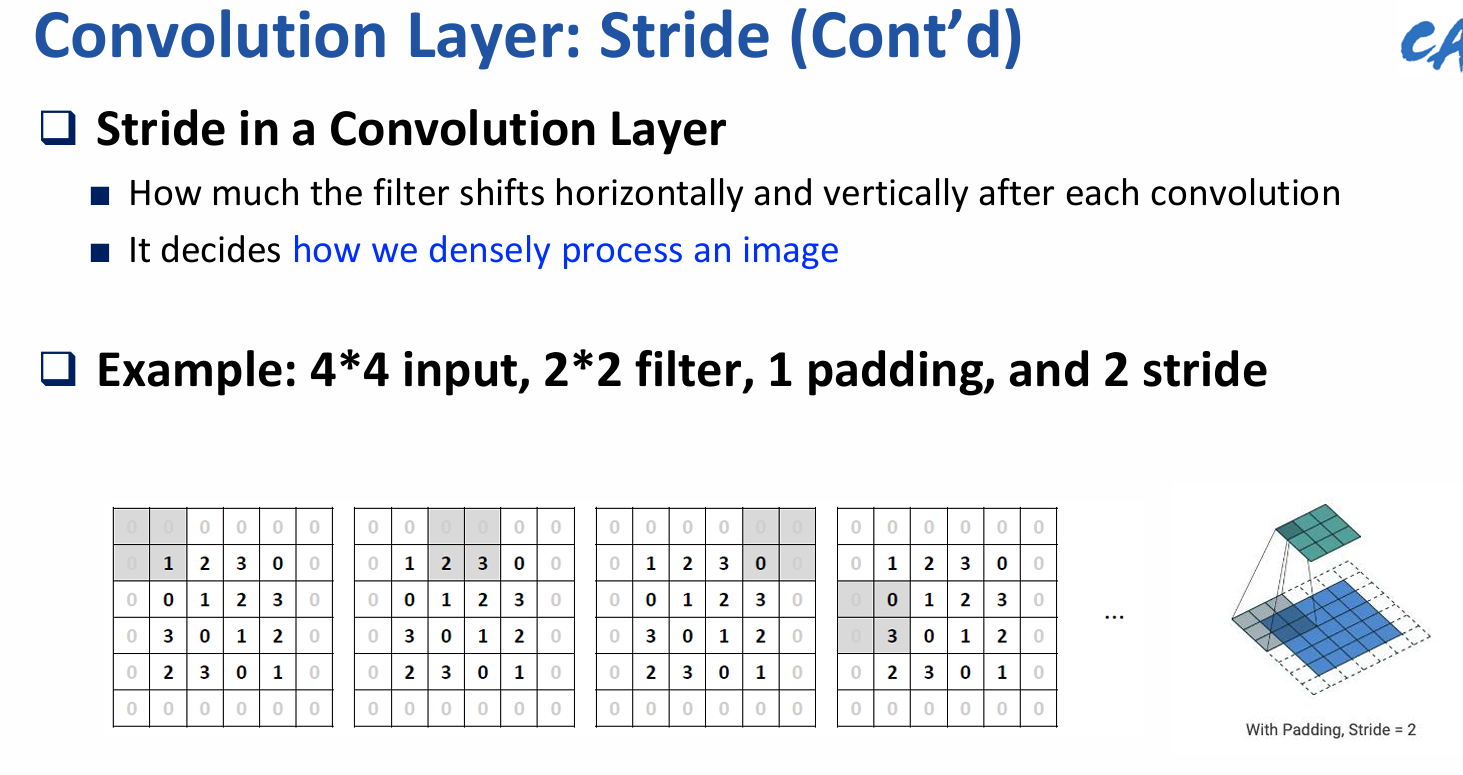 Convolution Layer: Stride (Cont’d)
CA
Stride in a Convolution Layer
How much the filter shifts horizontally and vertically after each convolution
It decides how we densely process an image
Example: 4*4 input, 2*2 filter, 1 padding, and 2 stride
0 0 0 0 0 0 0 0 0 0 0 0 0 0 0 0 0 0 0 0 0 0 0 0
0 1 2 3 0 0 0 1 2 3 0 0 0 1 2 3 0 0 0 1 2 3 0 0
0 0 1 2 3 0 0 0 1 2 3 0 0 0 1 2 3 0 0 0 1 2 3 0
0 3 0 1 2 0 0 3 0 1 2 0 0 3 0 1 2 0 0 3 0 1 2 0
...
0 2 3 0 1 0 0 2 3 0 1 0 0 2 3 0 1 0 0 2 3 0 1 0
0 0 0 0 0 0 0 0 0 0 0 0 0 0 0 0 0 0 0 0 0 0 0 0
With Padding, Stride = 2